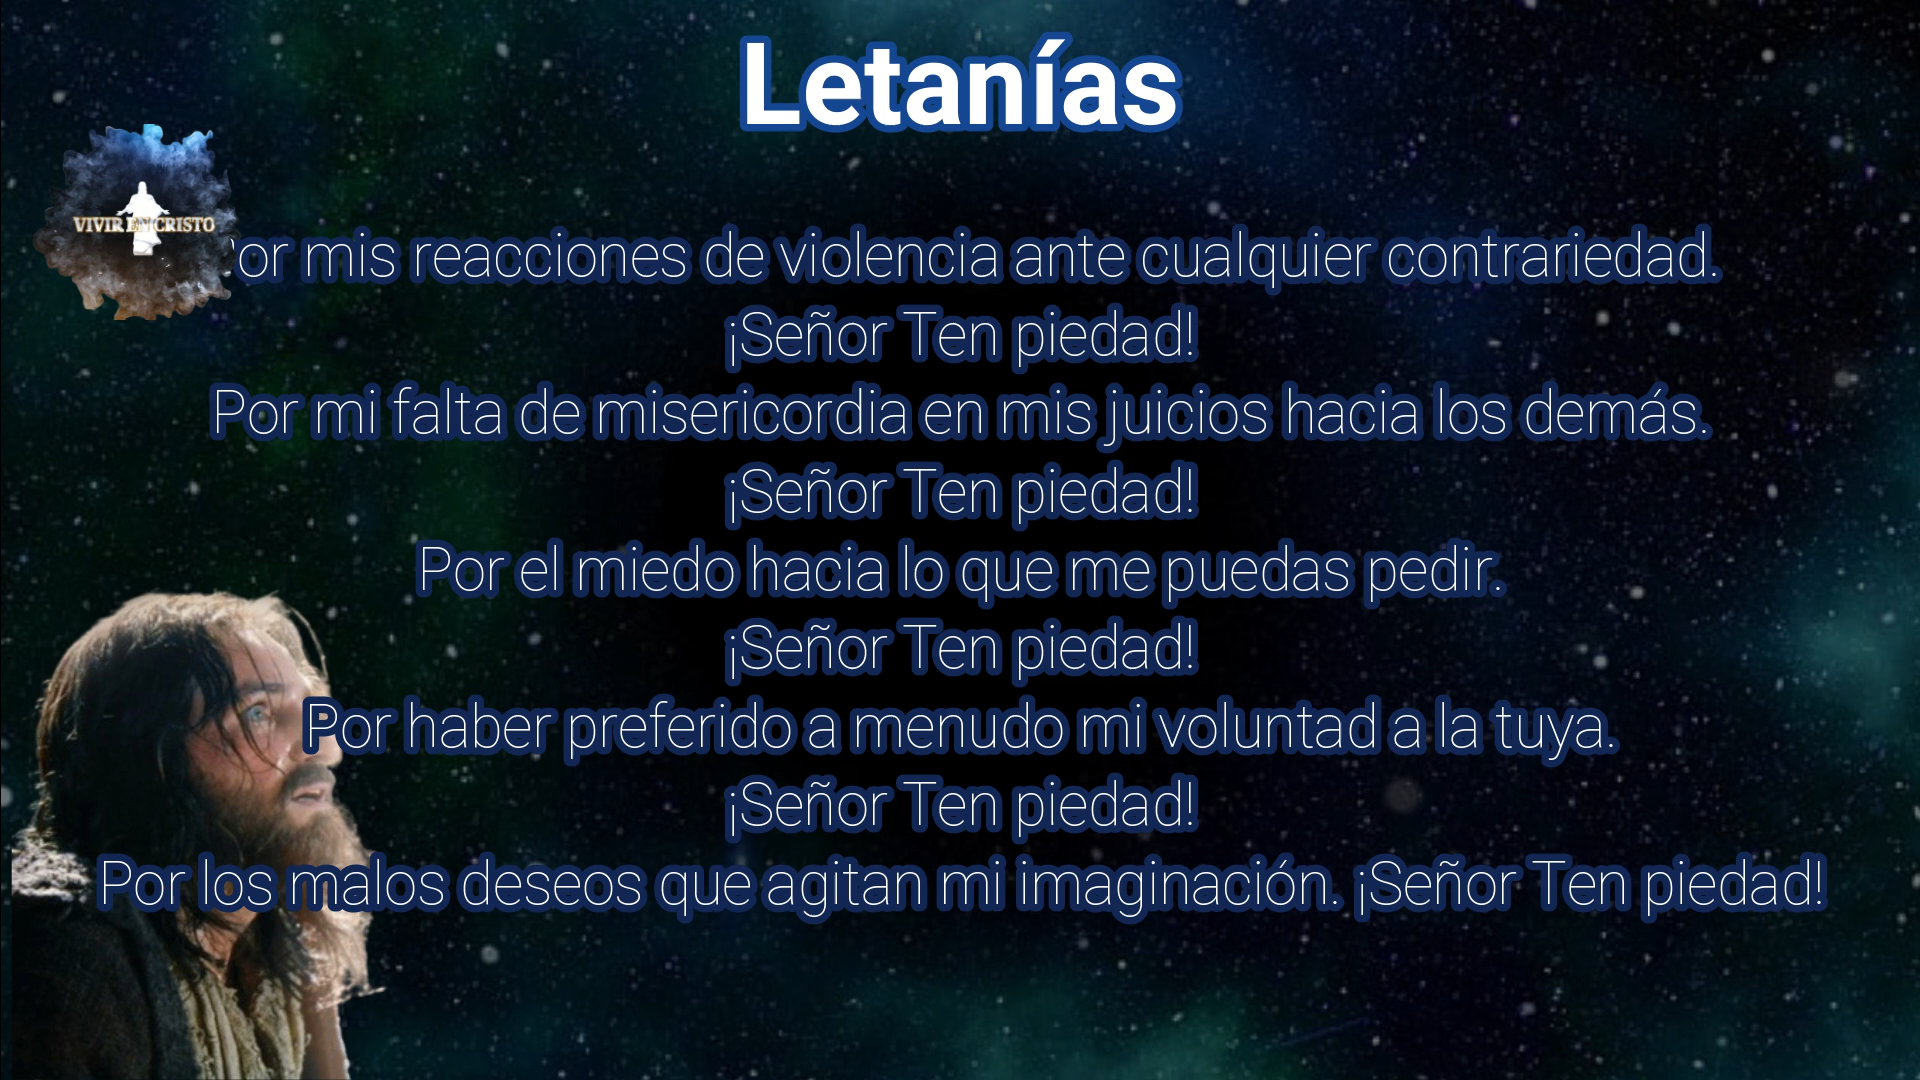 Letanías
VIVIR EN CRISTO
Por mis reacciones de violencia ante cualquier contrariedad.
¡Señor Ten piedad!
Por mi falta de misericordia en mis juicios hacia los demás.
¡Señor Ten piedad!
Por el miedo hacia lo que me puedas pedir.
¡Señor Ten piedad!
Por haber preferido a menudo mi voluntad a la tuya.
¡Señor Ten piedad!
Por los malos deseos que agitan mi imaginación. ¡Señor Ten piedad!